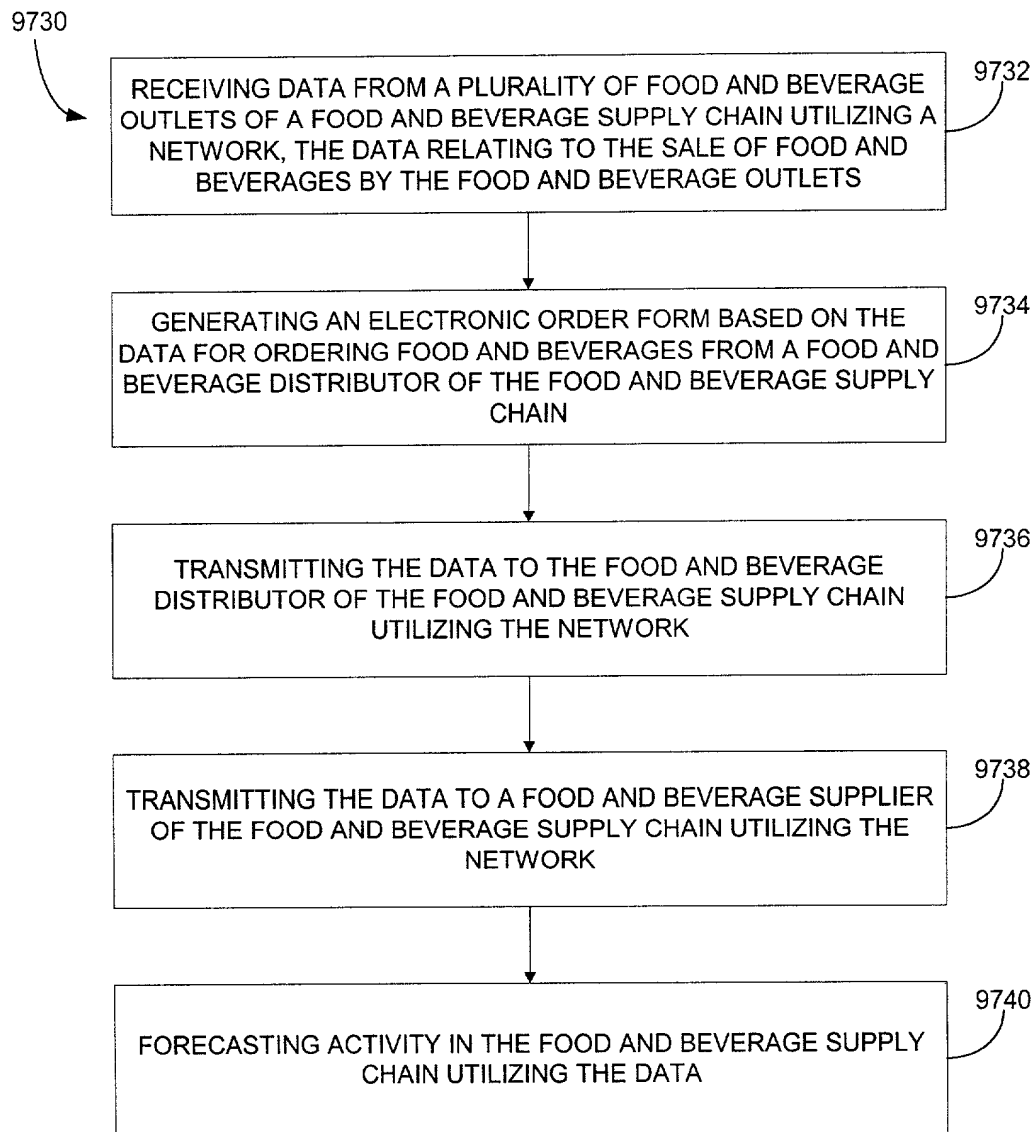 9730
RECEIVING DATA FROM A PLURALITY OF FOOD AND BEVERAGE
OUTLETS OF A FOOD AND BEVERAGE SUPPLY CHAIN UTILIZING A
NETWORK, THE DATA RELATING TO THE SALE OF FOOD AND
BEVERAGES BY THE FOOD AND BEVERAGE OUTLETS
9732
GENERATING AN ELECTRONIC ORDER FORM BASED ON THE
DATA FOR ORDERING FOOD AND BEVERAGES FROM A FOOD AND
BEVERAGE DISTRIBUTOR OF THE FOOD AND BEVERAGE SUPPLY
CHAIN
9734
TRANSMITTING THE DATA TO THE FOOD AND BEVERAGE
DISTRIBUTOR OF THE FOOD AND BEVERAGE SUPPLY CHAIN
UTILIZING THE NETWORK
9736
TRANSMITTING THE DATA TO A FOOD AND BEVERAGE SUPPLIER
OF THE FOOD AND BEVERAGE SUPPLY CHAIN UTILIZING THE
NETWORK
9738
FORECASTING ACTIVITY IN THE FOOD AND BEVERAGE SUPPLY
CHAIN UTILIZING THE DATA
9740